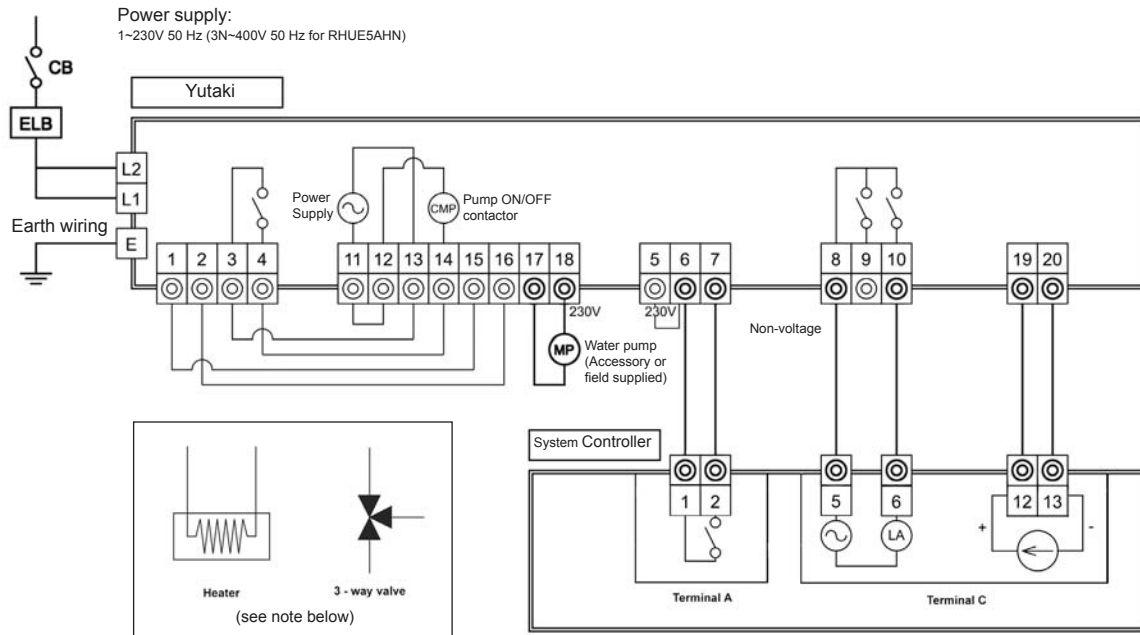 Power supply:
1~230V 50 Hz (3N~400V 50 Hz for RHUE5AHN)
CB
Yutaki
ELB
L2
L1
Earth wiring
E
Power
Supply
CMP
Pump ON/OFF
contactor
1 2 3 4
11 12 13 14 15 16 17 18
5 6 7
8 9 10
19 20
230V
230V
Non-voltage
MP
Water pump
(Accessory or
field supplied)
System Controller
1 2
5 6
12 13
LA
+ -
Heater
3 - way valve
(see note below)
Terminal A
Terminal C